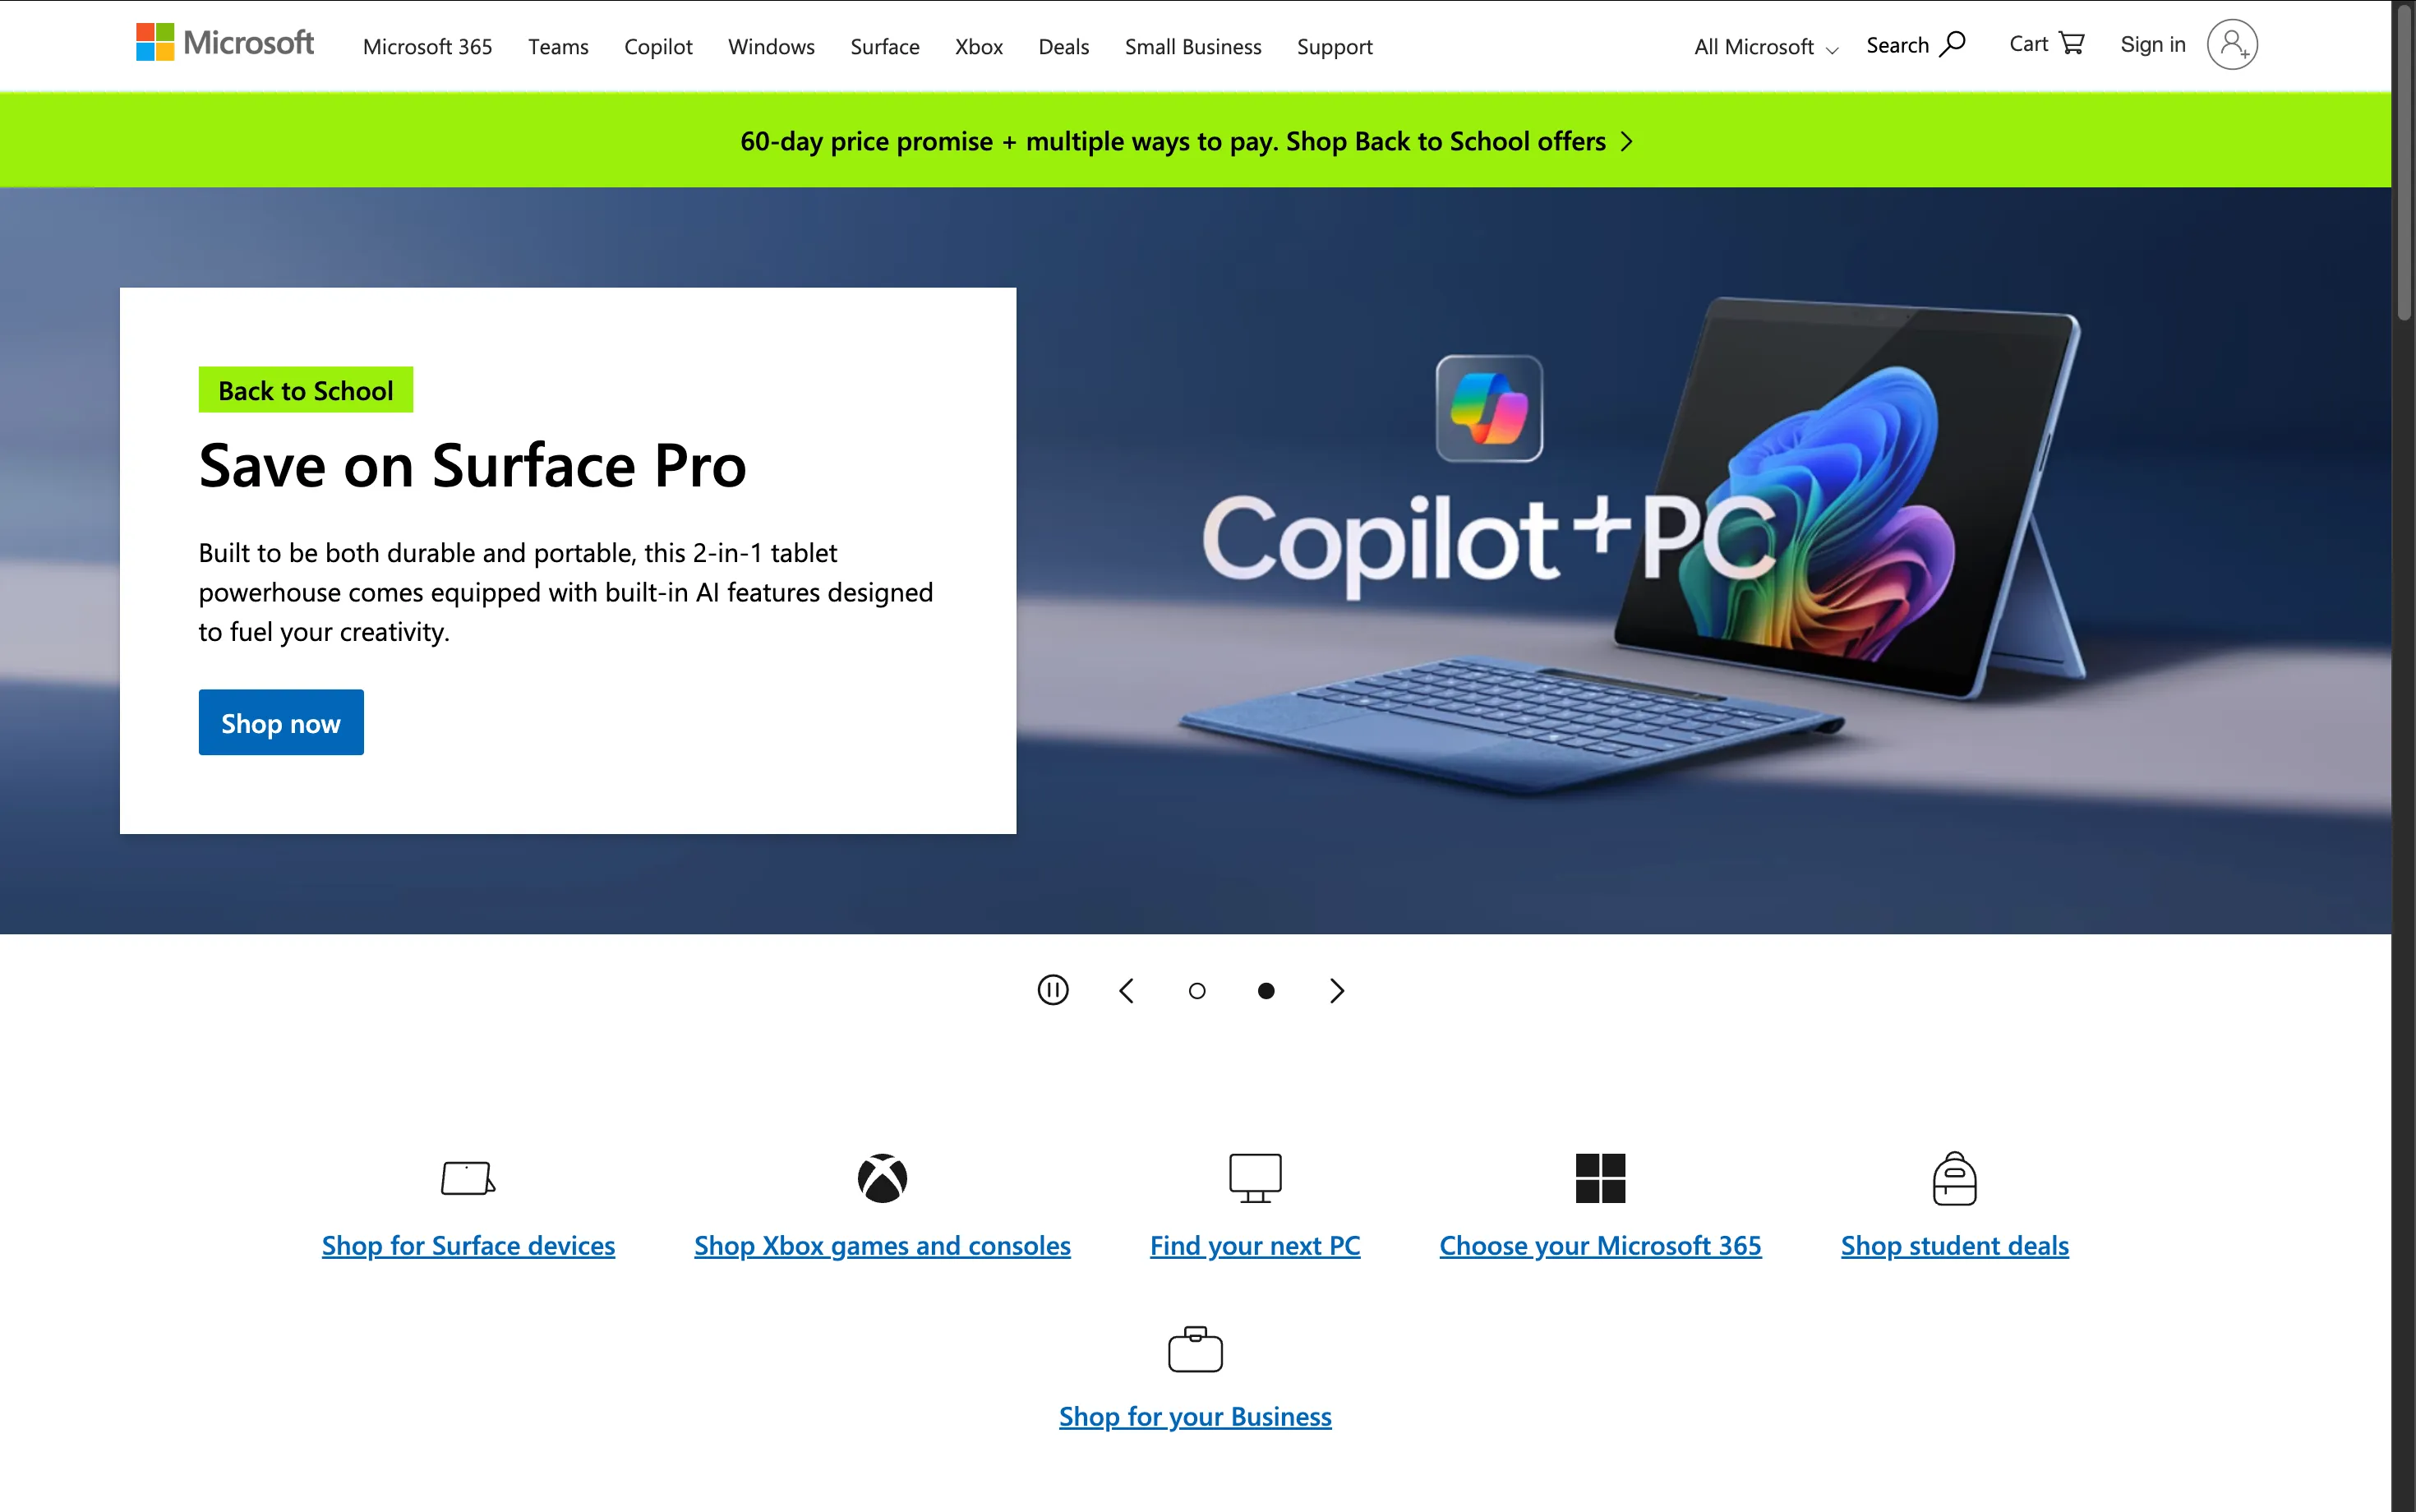 Microsoft
Microsoft 365
Teams
Copilot
Windows
Surface
Xbox
Deals
Small Business
Support
All Microsoft
Search
Cart
Sign in
60-day price promise + multiple ways to pay. Shop Back to School offers
Back to School
Save on Surface Pro
Built to be both durable and portable, this 2-in-1 tablet
powerhouse comes equipped with built-in AI features designed
to fuel your creativity.
Shop now
Copilot+PC
Shop for Surface devices
Shop Xbox games and consoles
Find your next PC
Choose your Microsoft 365
Shop student deals
Shop for your Business